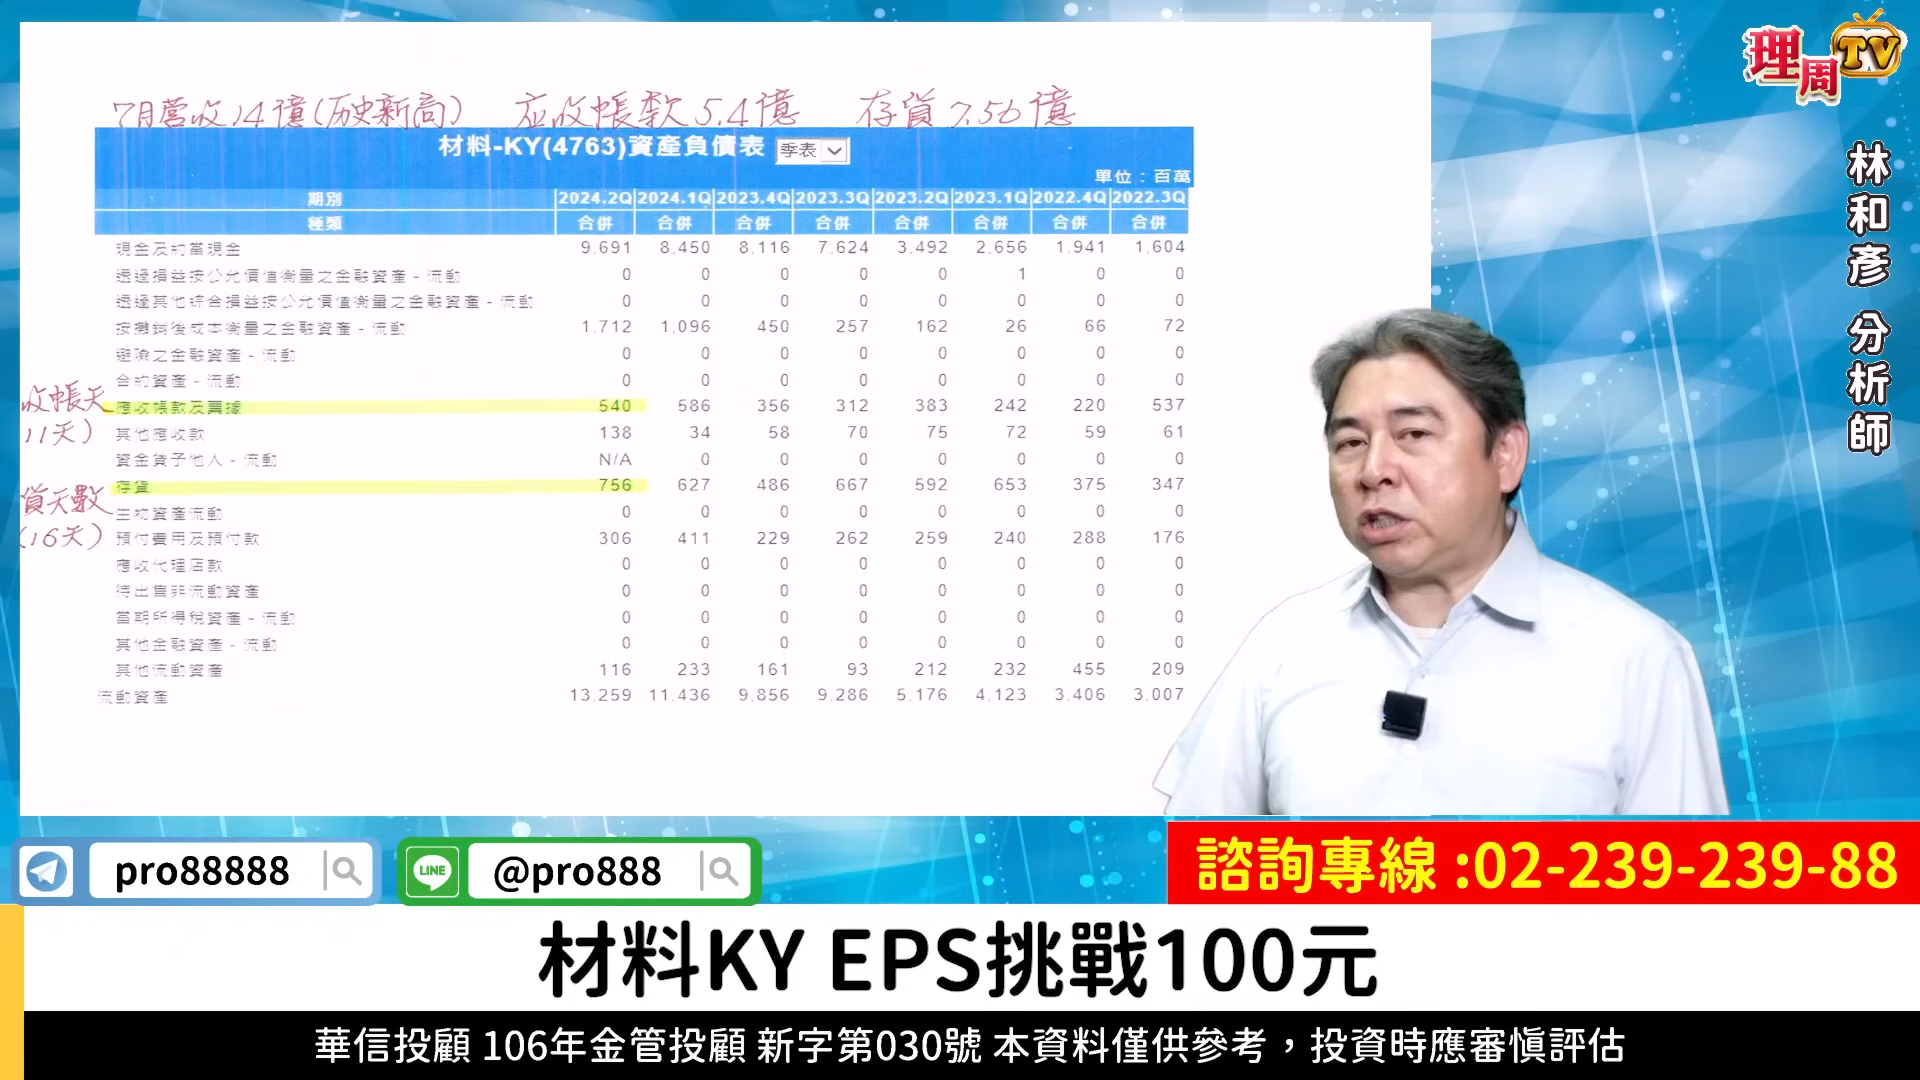 理周TV
林和彥 分析師
7月营收14億(历史新高) 应收帳款5.4億 存貨7.56億
材料-KY(4763)資產負債表 季表
單位：百萬
期別 2024.2Q 2024.1Q 2023.4Q 2023.3Q 2023.2Q 2023.1Q 2022.4Q 2022.3Q
種類 合併 合併 合併 合併 合併 合併 合併 合併
現金及約當現金 9,691 8,450 8,116 7,624 3,492 2,656 1,941 1,604
透過損益按公允價值衡量之金融資產－流動 0 0 0 0 0 1 0 0
透過其他綜合損益按公允價值衡量之金融資產－流動 0 0 0 0 0 0 0 0
按攤銷後成本衡量之金融資產－流動 1,712 1,096 450 257 162 26 66 72
避險之金融資產－流動 0 0 0 0 0 0 0 0
合約資產－流動 0 0 0 0 0 0 0 0
收帳天
應收帳款及票據 540 586 356 312 383 242 220 537
11天)
其他應收款 138 34 58 70 75 72 59 61
資金貸予他人－流動 N/A 0 0 0 0 0 0 0
存貨 756 627 486 667 592 653 375 347
貨天數
生物資產流動 0 0 0 0 0 0 0 0
(16天)
預付費用及預付款 306 411 229 262 259 240 288 176
應收代理店款 0 0 0 0 0 0 0 0
待出售非流動資產 0 0 0 0 0 0 0 0
當期所得稅資產－流動 0 0 0 0 0 0 0 0
其他金融資產－流動 0 0 0 0 0 0 0 0
其他流動資產 116 233 161 93 212 232 455 209
流動資產 13,259 11,436 9,856 9,286 5,176 4,123 3,406 3,007
pro88888
LINE @pro888
諮詢專線 :02-239-239-88
材料KY EPS挑戰100元
華信投顧 106年金管投顧 新字第030號 本資料僅供參考，投資時應審慎評估